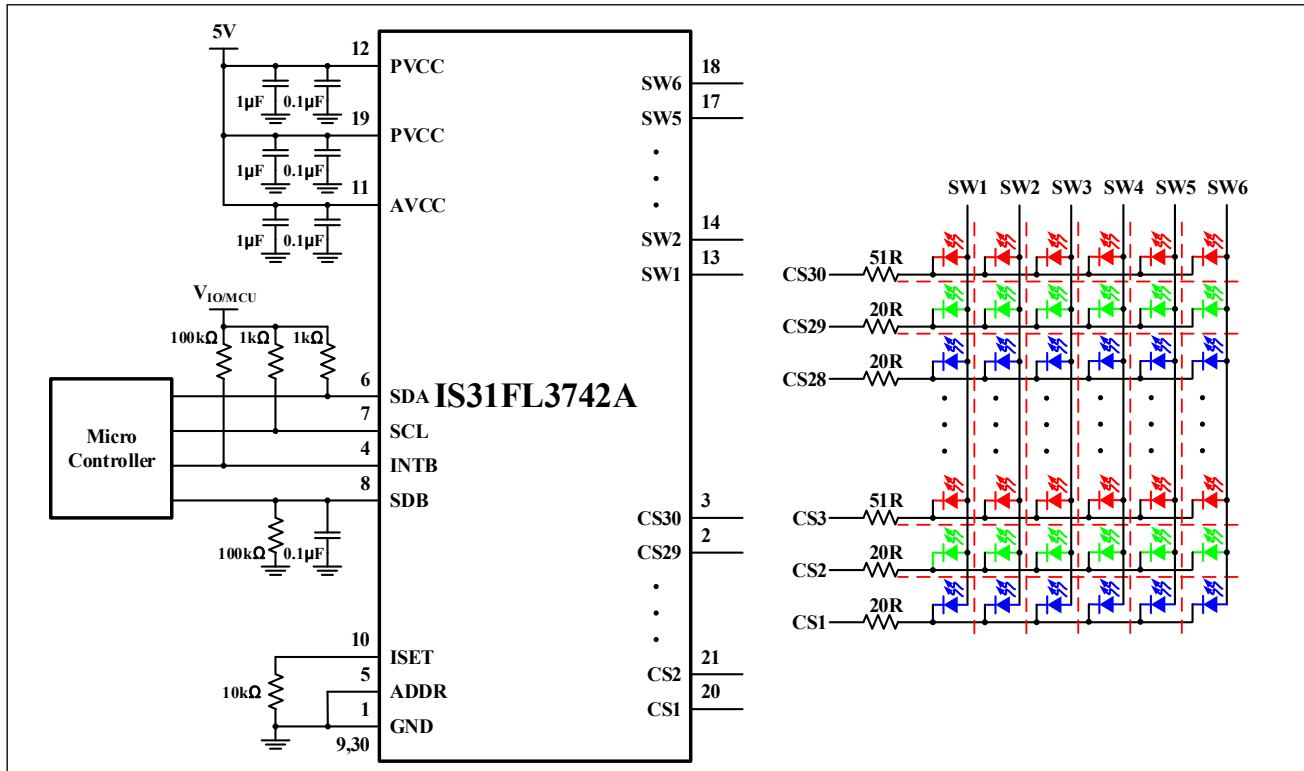 5V
12
PVCC
1µF 0.1µF
19
PVCC
1µF 0.1µF
11
AVCC
1µF 0.1µF
V IO/MCU
100kΩ 1kΩ 1kΩ
Micro
Controller
6
SDA
7
SCL
4
INTB
8
SDB
100kΩ 0.1µF
10
ISET
10kΩ
5
ADDR
1
GND
9,30
IS31FL3742A
18
SW6
17
SW5
14
SW2
13
SW1
3
CS30
2
CS29
21
CS2
20
CS1
SW1 SW2 SW3 SW4 SW5 SW6
51R
CS30
20R
CS29
20R
CS28
51R
CS3
20R
CS2
20R
CS1